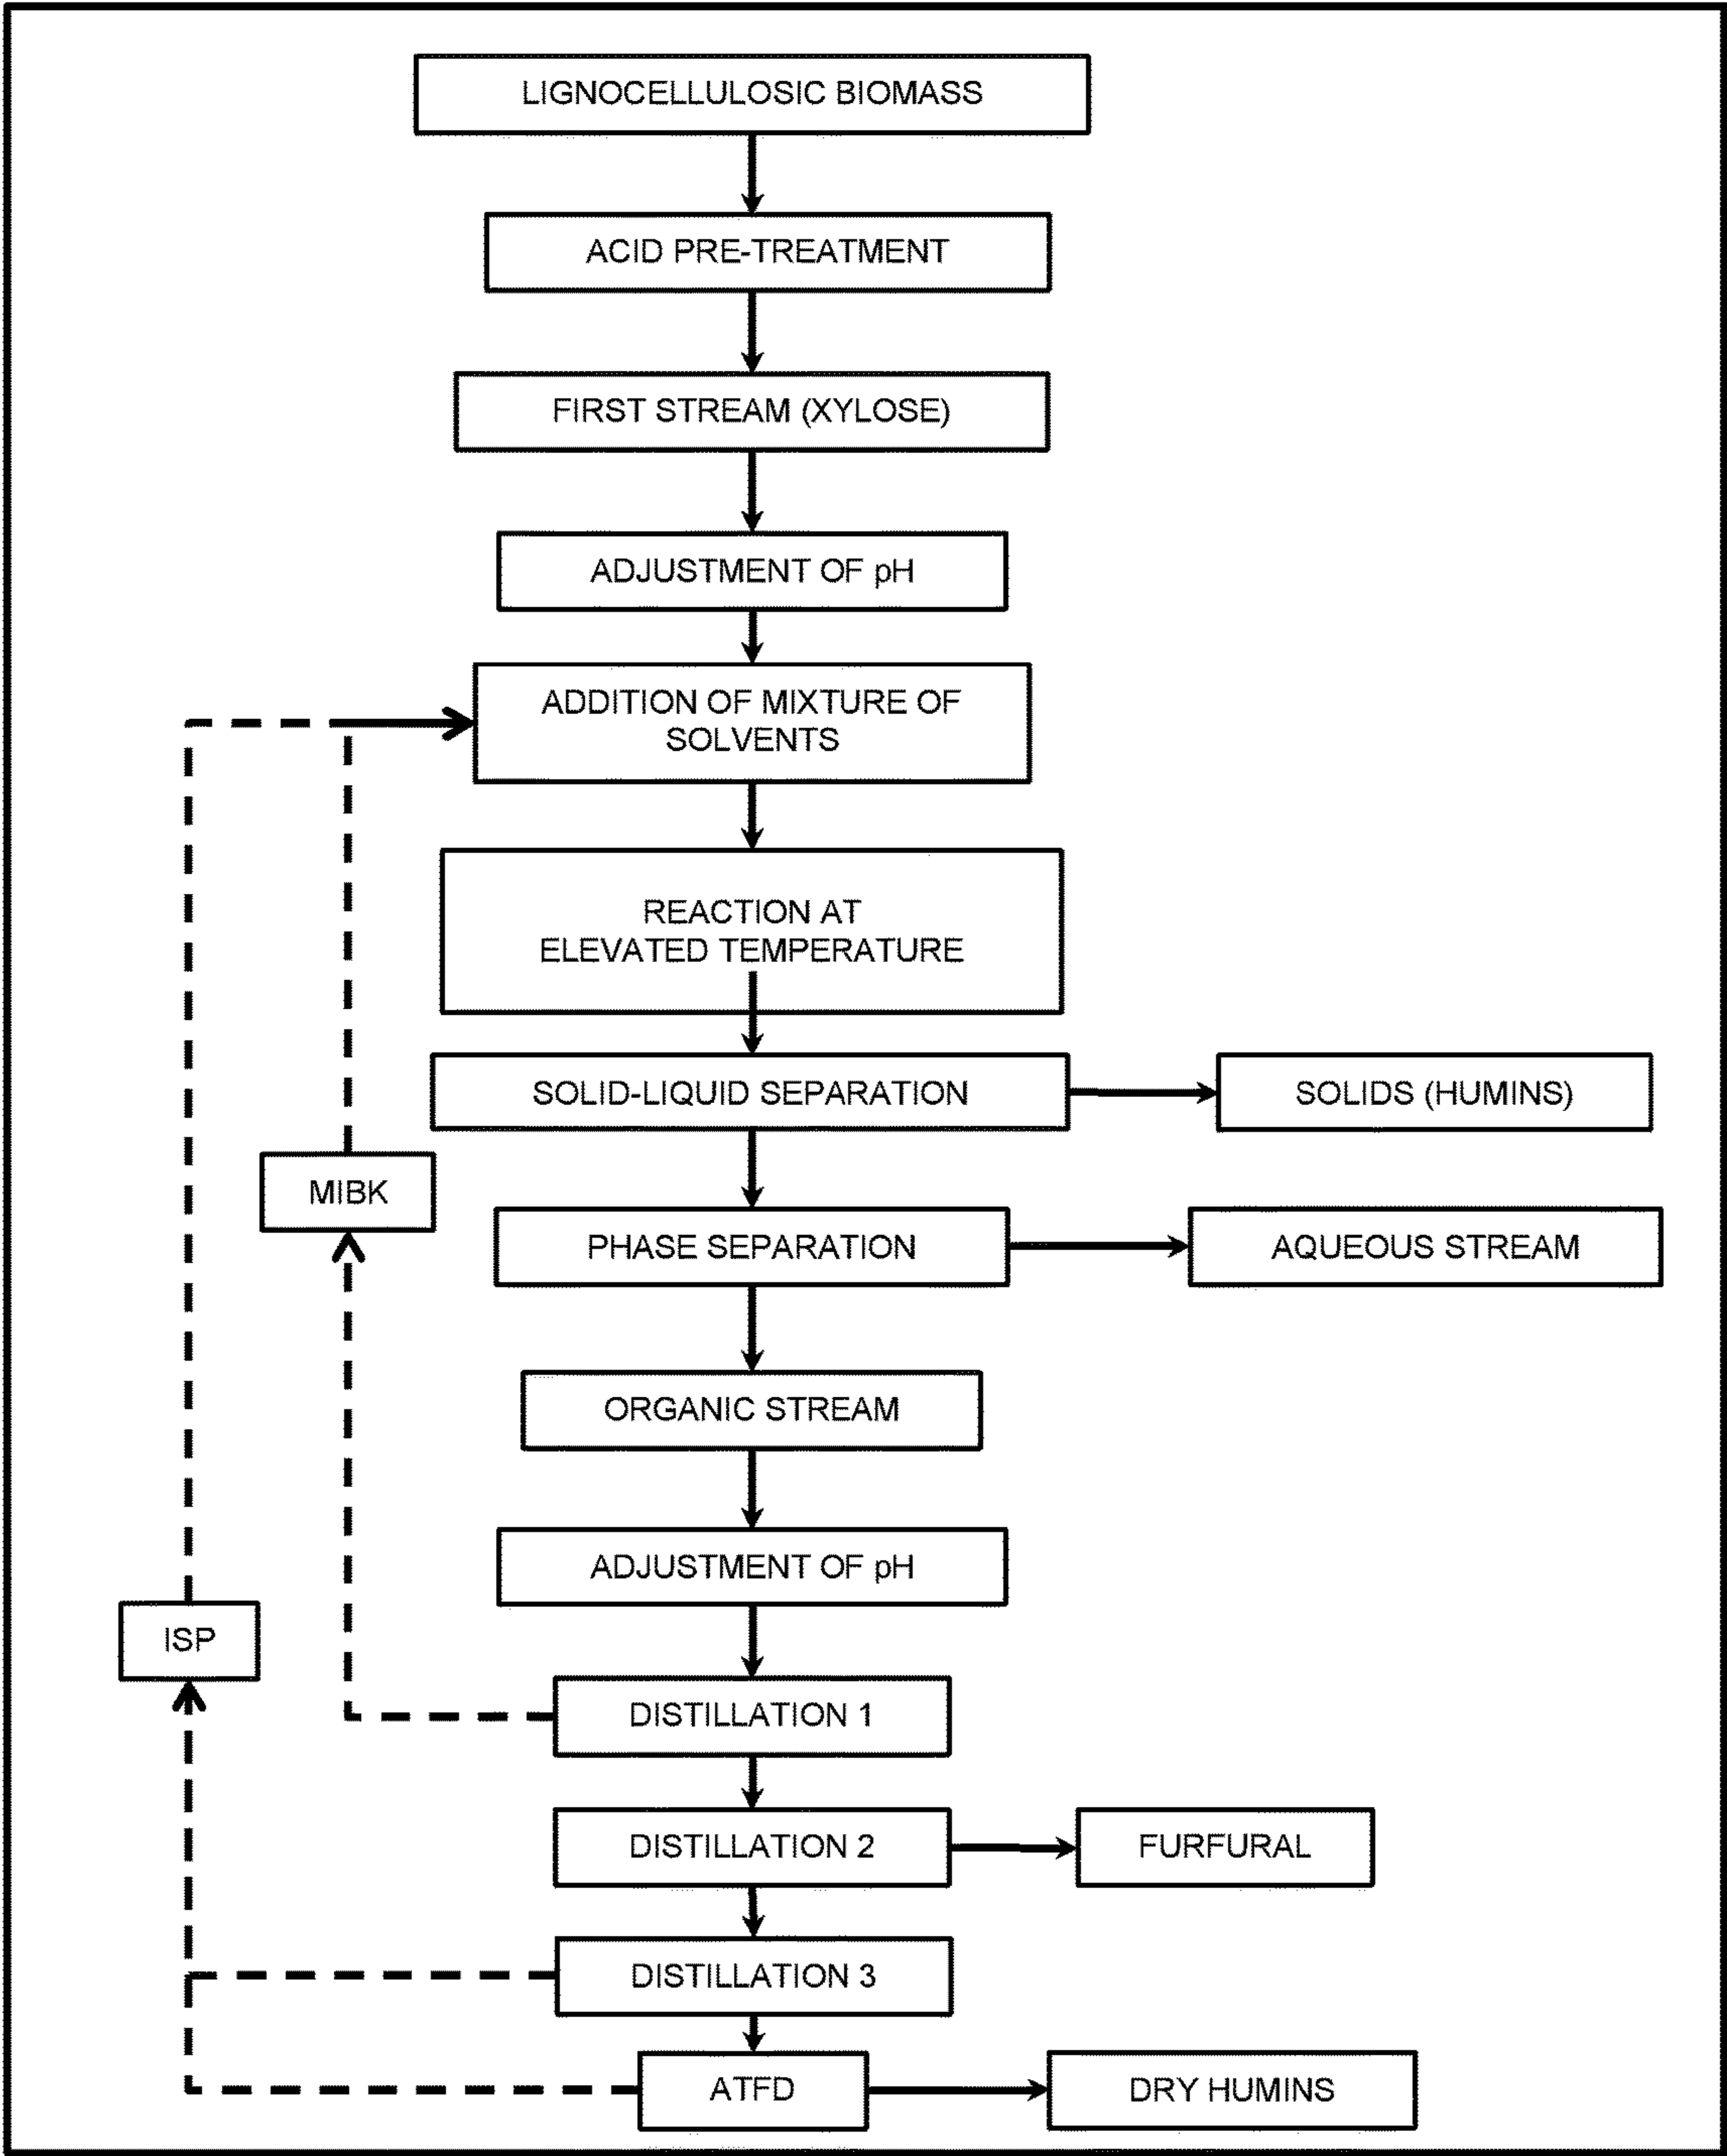 LIGNOCELLULOSIC BIOMASS
ACID PRE-TREATMENT
FIRST STREAM (XYLOSE)
ADJUSTMENT OF pH
ADDITION OF MIXTURE OF
SOLVENTS
REACTION AT
ELEVATED TEMPERATURE
SOLID-LIQUID SEPARATION
SOLIDS (HUMINS)
MIBK
PHASE SEPARATION
AQUEOUS STREAM
ORGANIC STREAM
ADJUSTMENT OF pH
ISP
DISTILLATION 1
DISTILLATION 2
FURFURAL
DISTILLATION 3
ATFD
DRY HUMINS